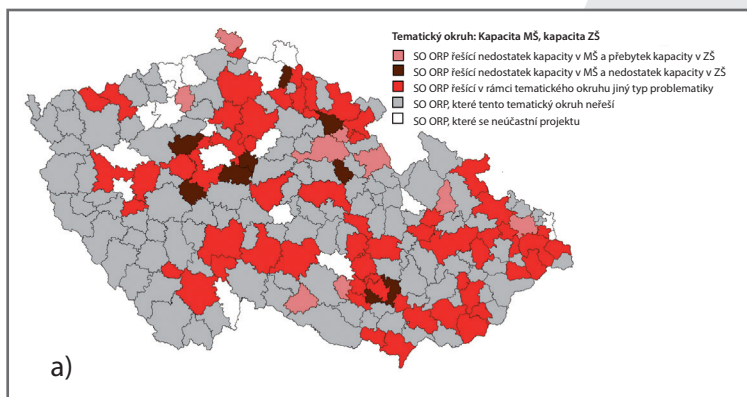 Tematický okruh: Kapacita MŠ, kapacita ZŠ
SO ORP řešící nedostatek kapacity v MŠ a přebytek kapacity v ZŠ
SO ORP řešící nedostatek kapacity v MŠ a nedostatek kapacity v ZŠ
SO ORP řešící v rámci tematického okruhu jiný typ problematiky
SO ORP, které tento tematický okruh neřeší
SO ORP, které se neúčastní projektu
a)